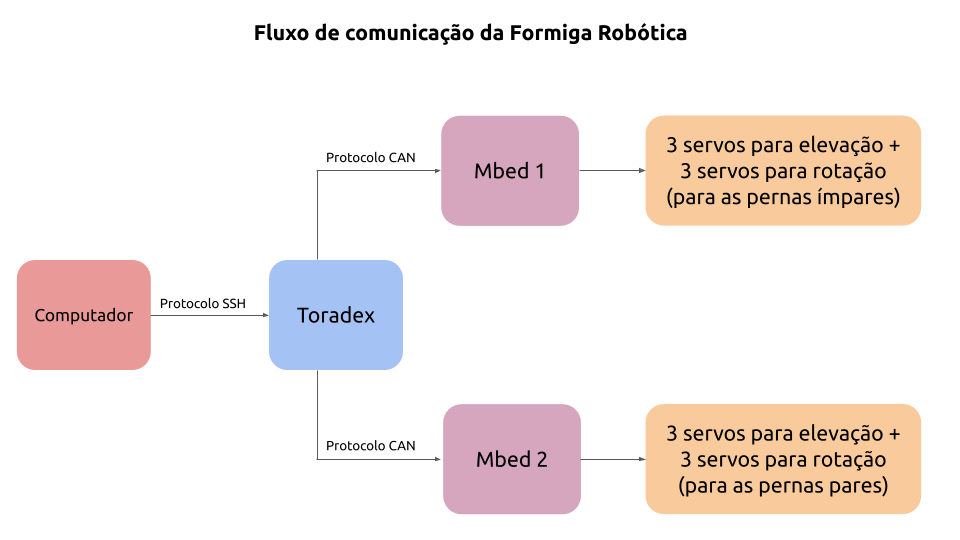 Fluxo de comunicação da Formiga Robótica
Protocolo CAN
Mbed 1
3 servos para elevação +
3 servos para rotação
(para as pernas ímpares)
Computador
Protocolo SSH
Toradex
Protocolo CAN
Mbed 2
3 servos para elevação +
3 servos para rotação
(para as pernas pares)